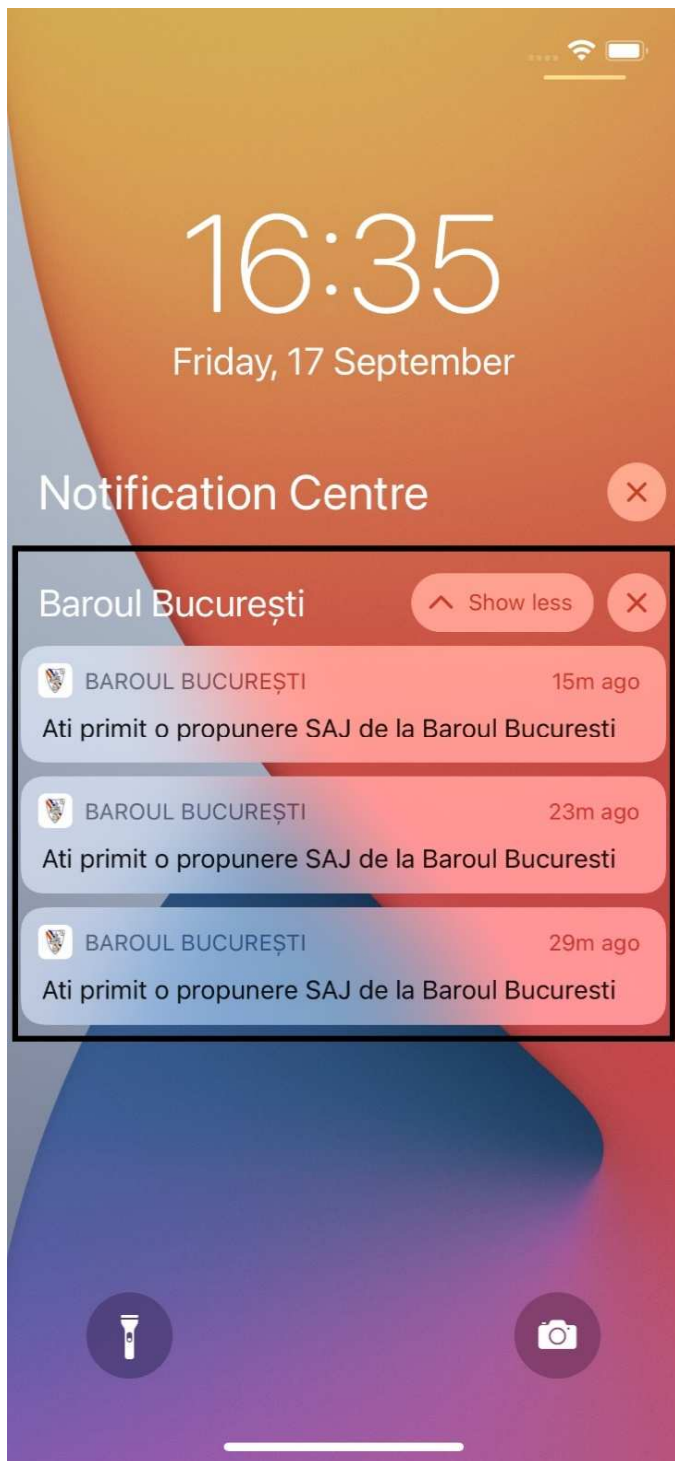 16:35
Friday, 17 September
Notification Centre
Baroul București
Show less
BAROUL BUCUREȘTI 15m ago
Ati primit o propunere SAJ de la Baroul Bucuresti
BAROUL BUCUREȘTI 23m ago
Ati primit o propunere SAJ de la Baroul Bucuresti
BAROUL BUCUREȘTI 29m ago
Ati primit o propunere SAJ de la Baroul Bucuresti